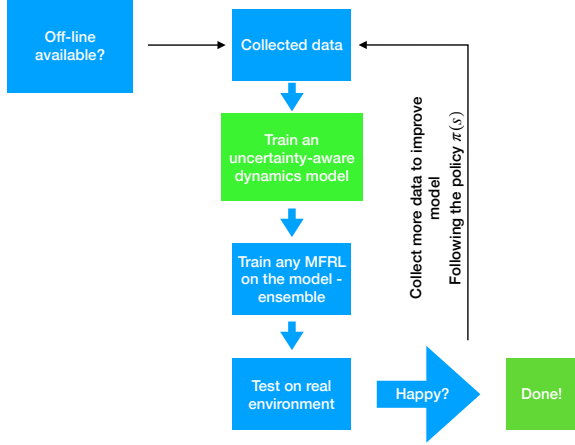 Off-line
available?
Collected data
Train an
uncertainty-aware
dynamics model
Train any MFRL
on the model -
ensemble
Test on real
environment
Happy?
Done!
Collect more data to improve
model
Following the policy π(s)